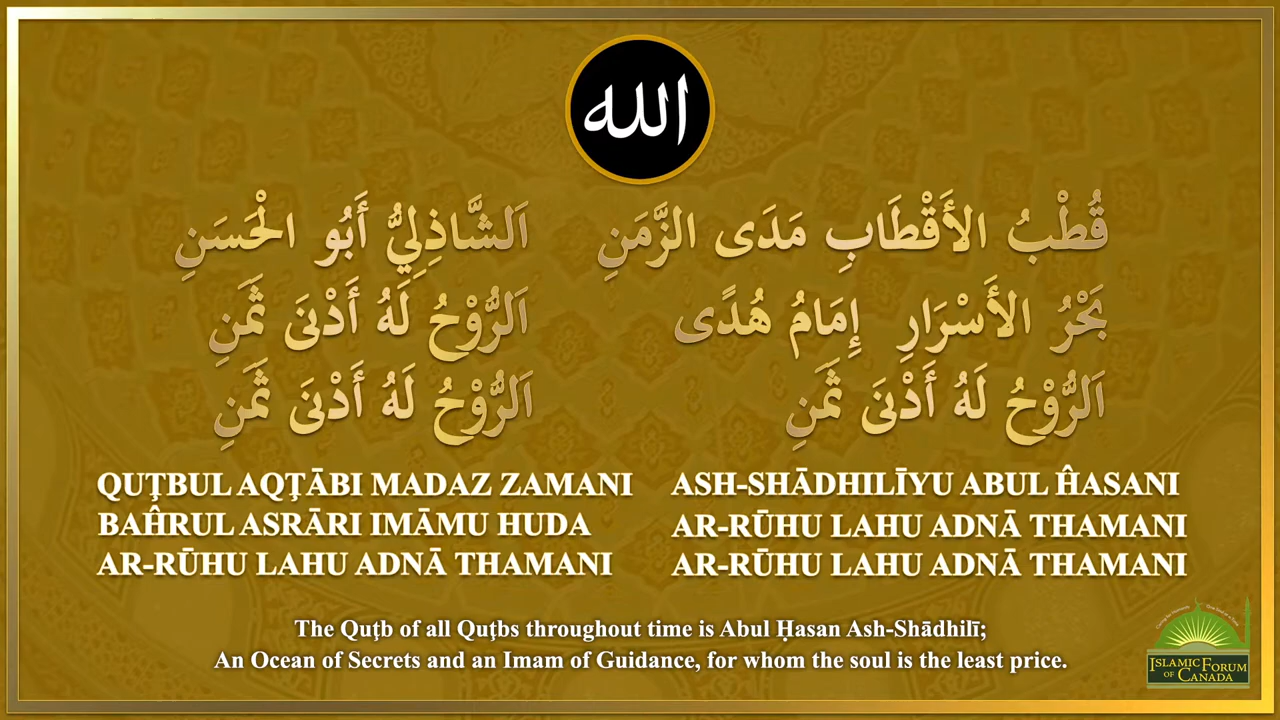 الله
قُطْبُ الأَقْطَابِ مَدَى الزَّمَنِ اَلشَّاذِلِيُّ أَبُو الْحَسَنِ
بَحْرُ الأَسْرَارِ إِمَامُ هُدًى اَلرُّوْحُ لَهُ أَدْنَى ثَمَنِ
اَلرُّوْحُ لَهُ أَدْنَى ثَمَنِ اَلرُّوْحُ لَهُ أَدْنَى ثَمَنِ
QUṬBUL AQṬĀBI MADAZ ZAMANI ASH-SHĀDHILĪYU ABUL ĤASANI
BAĤRUL ASRĀRI IMĀMU HUDA AR-RŪHU LAHU ADNĀ THAMANI
AR-RŪHU LAHU ADNĀ THAMANI AR-RŪHU LAHU ADNĀ THAMANI
The Quţb of all Quţbs throughout time is Abul Ḥasan Ash-Shādhilī;
An Ocean of Secrets and an Imam of Guidance, for whom the soul is the least price.
ISLAMIC FORUM
OF CANADA